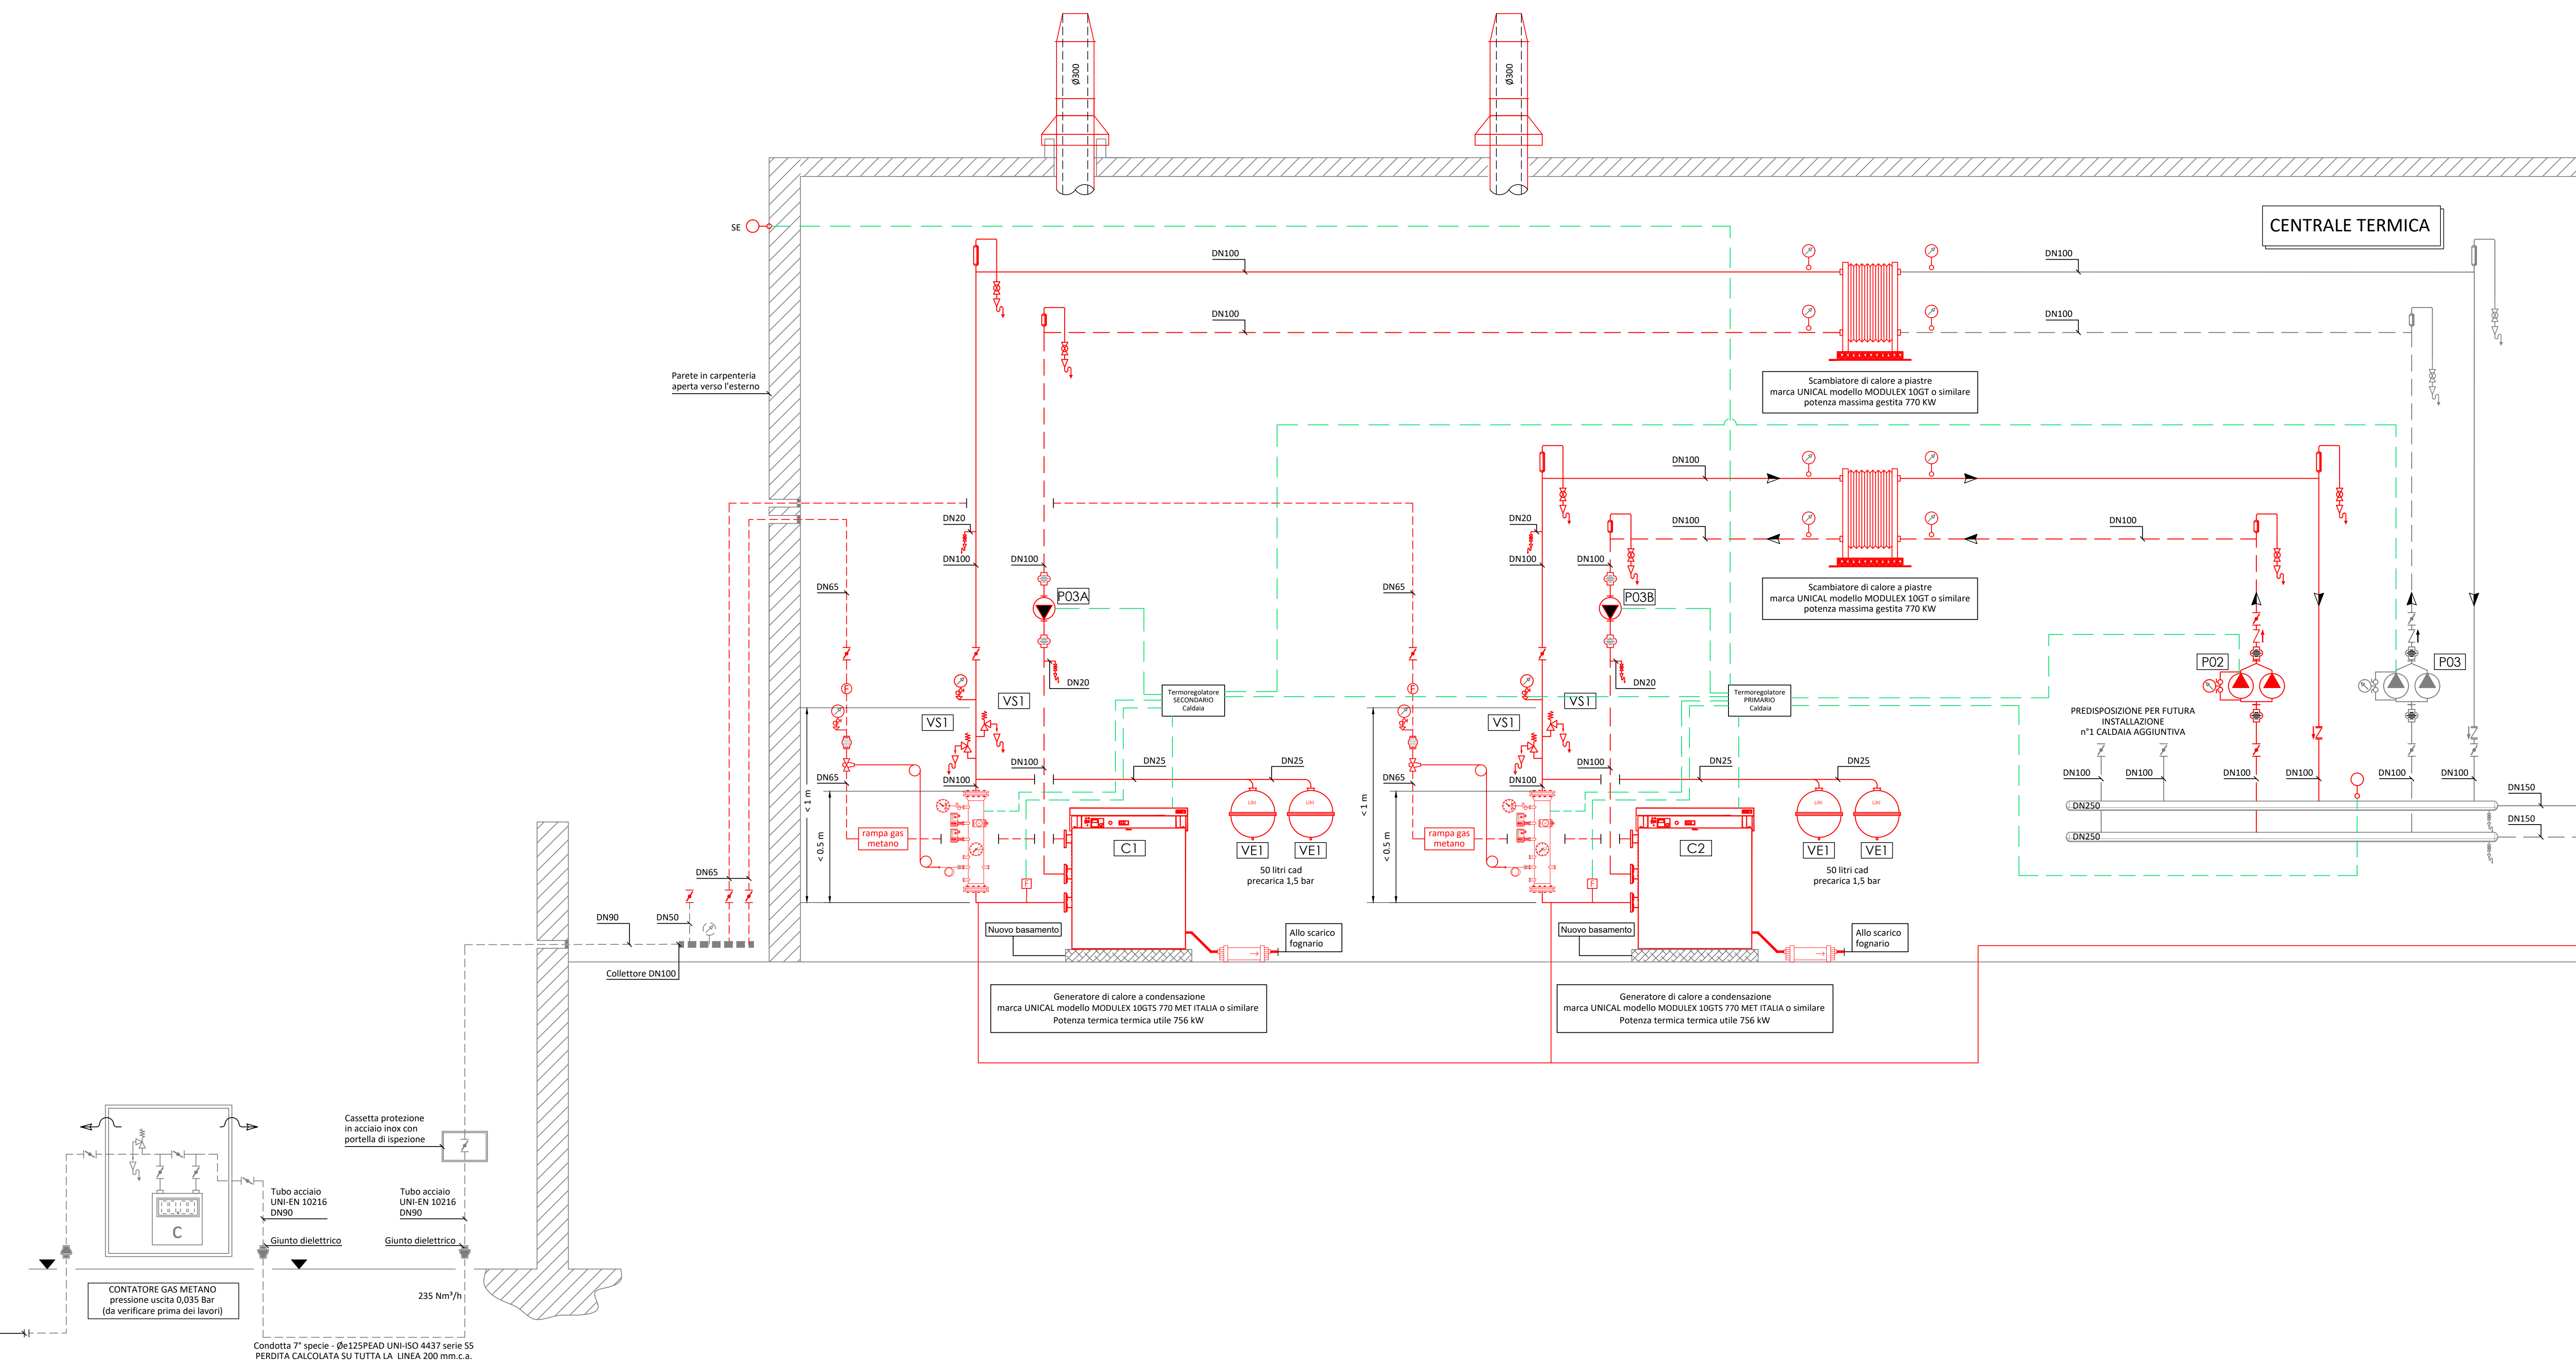 Ø300
Ø300
CENTRALE TERMICA
SE
DN100
DN100
DN100
DN100
Parete in carpenteria
aperta verso l'esterno
Scambiatore di calore a piastre
marca UNICAL modello MODULEX 10GT o similare
potenza massima gestita 770 KW
DN100
DN20
DN20
DN100
DN100
DN100
DN100
DN100
DN100
DN65
DN65
P03A
P03B
Scambiatore di calore a piastre
marca UNICAL modello MODULEX 10GT o similare
potenza massima gestita 770 KW
P02
P03
F
F
DN20
DN20
Termoregolatore
SECONDARIO
Caldaia
Termoregolatore
PRIMARIO
Caldaia
VS1
VS1
VS1
VS1
PREDISPOSIZIONE PER FUTURA
INSTALLAZIONE
n°1 CALDAIA AGGIUNTIVA
DN100
DN25
DN25
DN100
DN25
DN25
DN65
DN100
DN65
DN100
DN100
DN100
DN100
DN100
DN100
DN100
DN150
DN250
DN150
DN250
< 1 m
< 0.5 m
< 1 m
< 0.5 m
Litri
Litri
Litri
Litri
rampa gas
metano
rampa gas
metano
C1
C2
VE1
VE1
VE1
VE1
50 litri cad
precarica 1,5 bar
50 litri cad
precarica 1,5 bar
F
F
DN65
DN90
DN50
Collettore DN100
Nuovo basamento
Allo scarico
fognario
Nuovo basamento
Allo scarico
fognario
Generatore di calore a condensazione
marca UNICAL modello MODULEX 10GTS 770 MET ITALIA o similare
Potenza termica termica utile 756 kW
Generatore di calore a condensazione
marca UNICAL modello MODULEX 10GTS 770 MET ITALIA o similare
Potenza termica termica utile 756 kW
Cassetta protezione
in acciaio inox con
portella di ispezione
C
Tubo acciaio
UNI-EN 10216
DN90
Tubo acciaio
UNI-EN 10216
DN90
Giunto dielettrico
Giunto dielettrico
CONTATORE GAS METANO
pressione uscita 0,035 Bar
(da verificare prima dei lavori)
235 Nm³/h
Condotta 7° specie - Øe125PEAD UNI-ISO 4437 serie S5
PERDITA CALCOLATA SU TUTTA LA LINEA 200 mm.c.a.